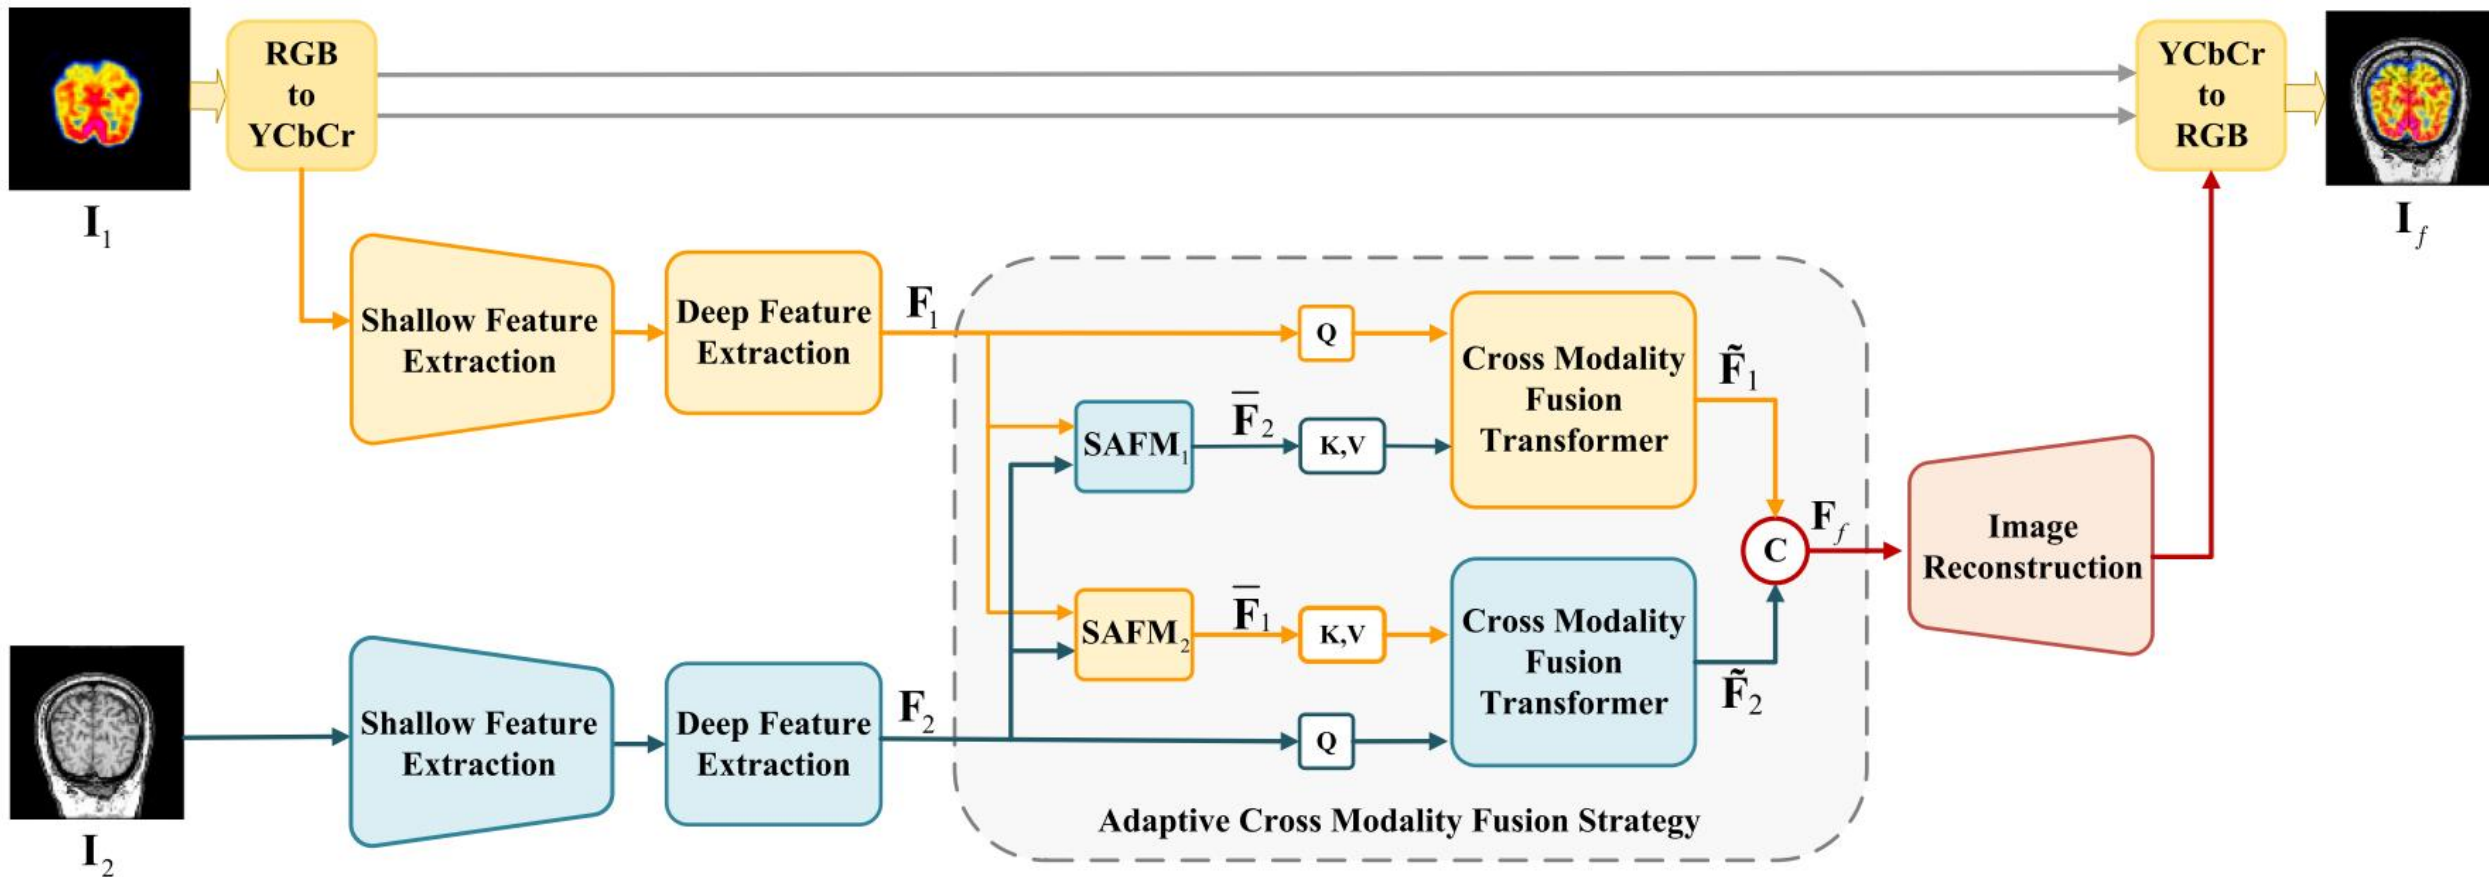 RGB
to
YCbCr
YCbCr
to
RGB
I₁
I_f
Shallow Feature
Extraction
Deep Feature
Extraction
F₁
Q
Cross Modality
Fusion
Transformer
F̃₁
SAFM₁
F̅₂
K,V
C
F_f
Image
Reconstruction
SAFM₂
F̅₁
K,V
Cross Modality
Fusion
Transformer
F̃₂
Shallow Feature
Extraction
Deep Feature
Extraction
F₂
Q
Adaptive Cross Modality Fusion Strategy
I₂